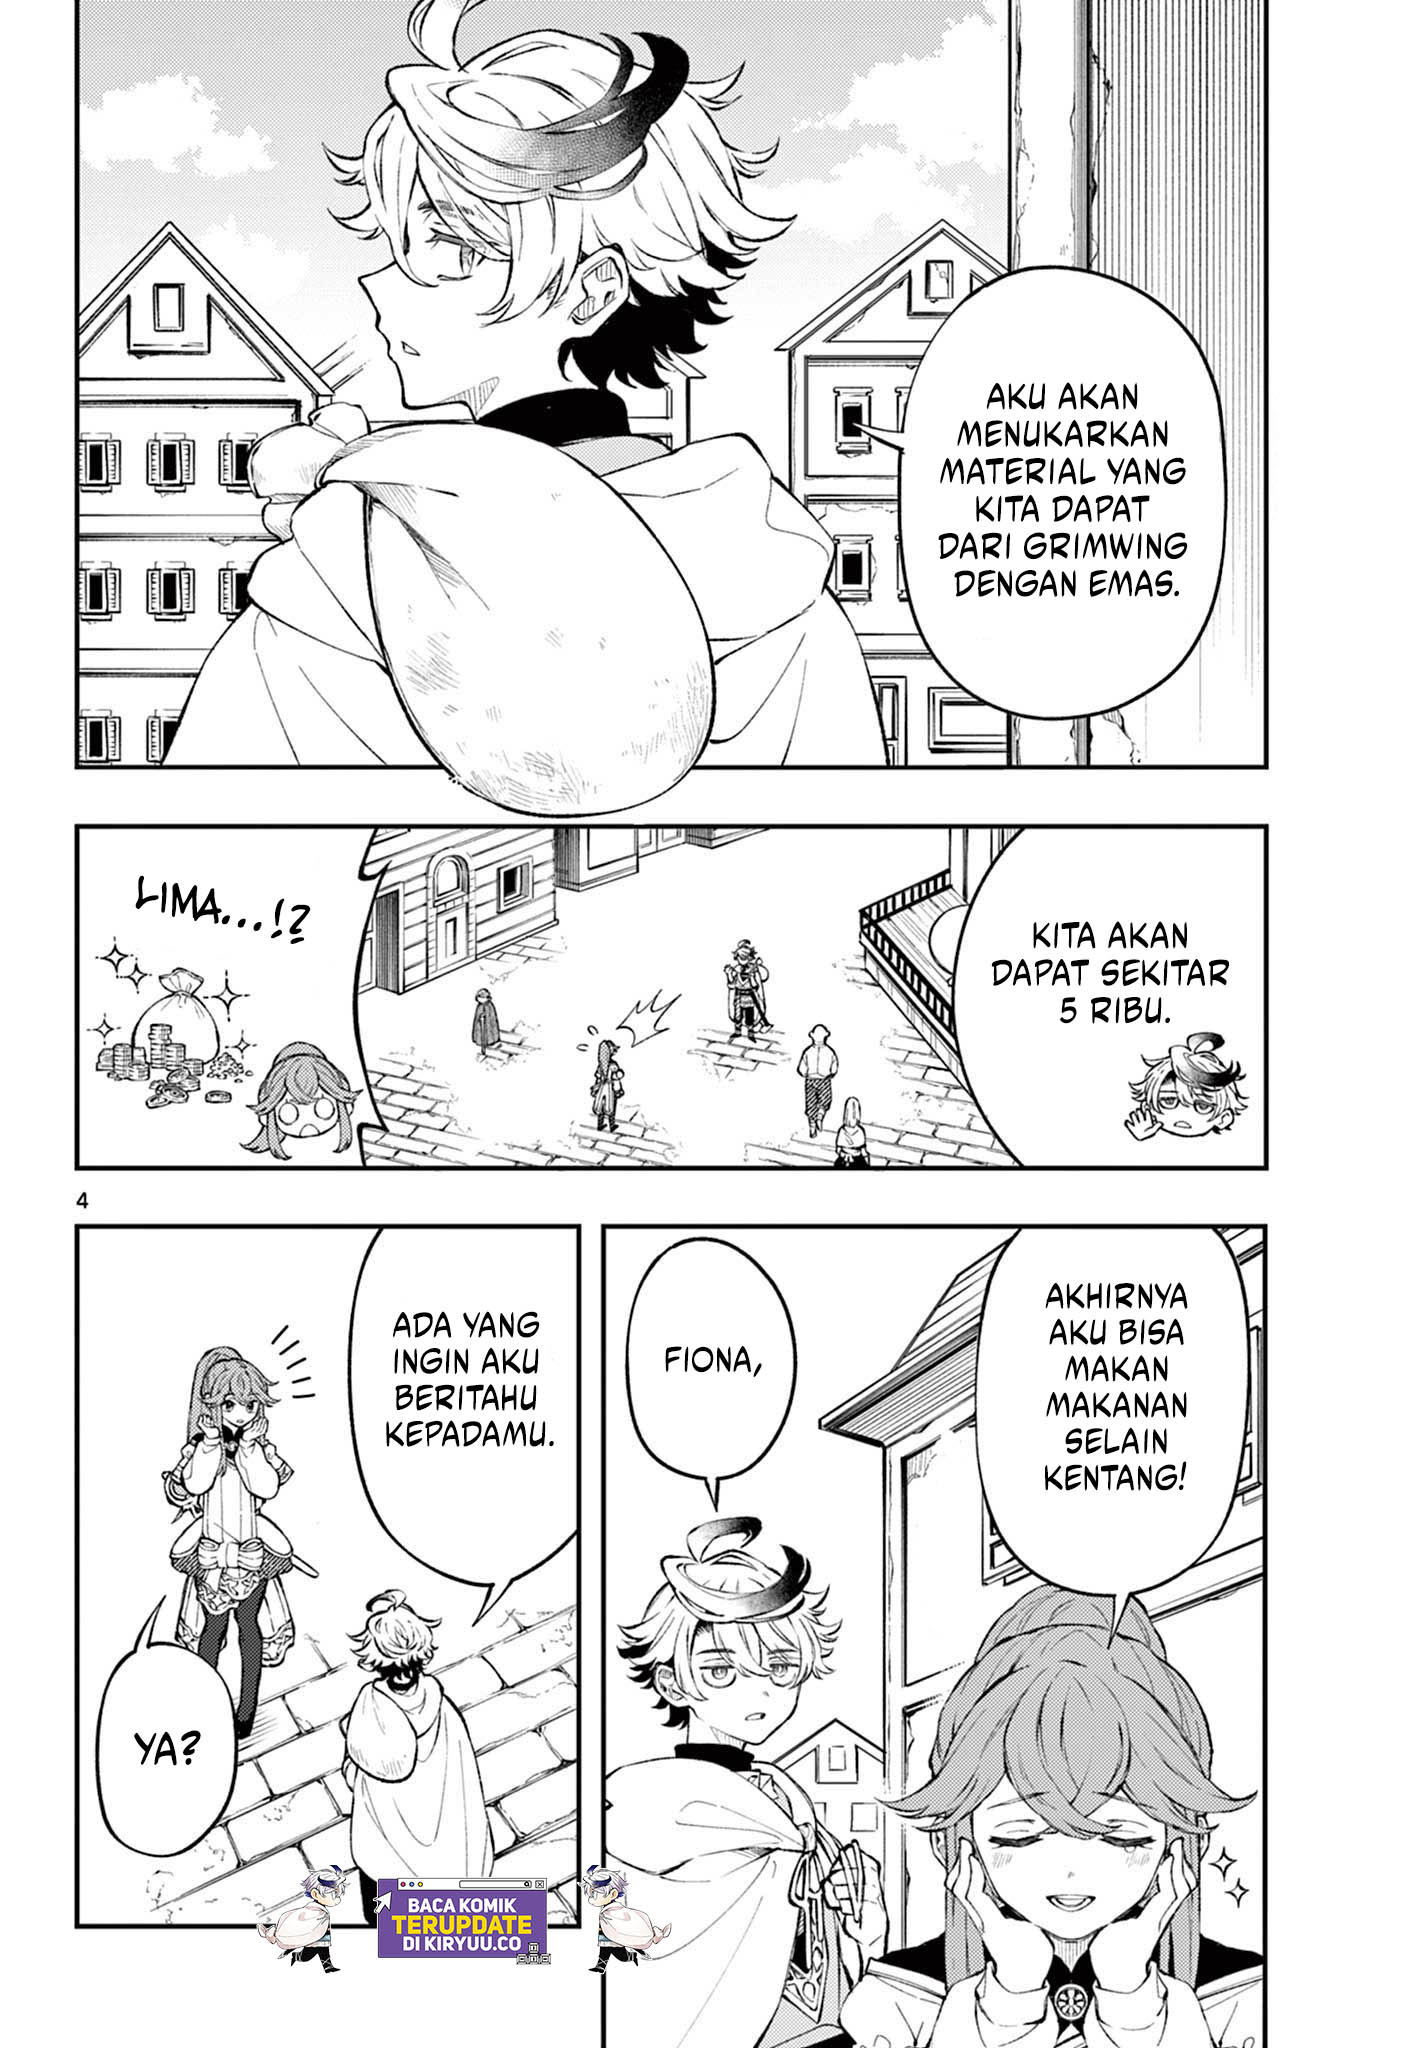 AKU AKAN
MENUKARKAN
MATERIAL YANG
KITA DAPAT
DARI GRIMWING
DENGAN EMAS.
KITA AKAN
DAPAT SEKITAR
5 RIBU.
LIMA...!?
4
AKHIRNYA
AKU BISA
MAKAN
MAKANAN
SELAIN
KENTANG!
FIONA,
ADA YANG
INGIN AKU
BERITAHU
KEPADAMU.
YA?
BACA KOMIK
TERUPDATE
DI KIRYUU.CO